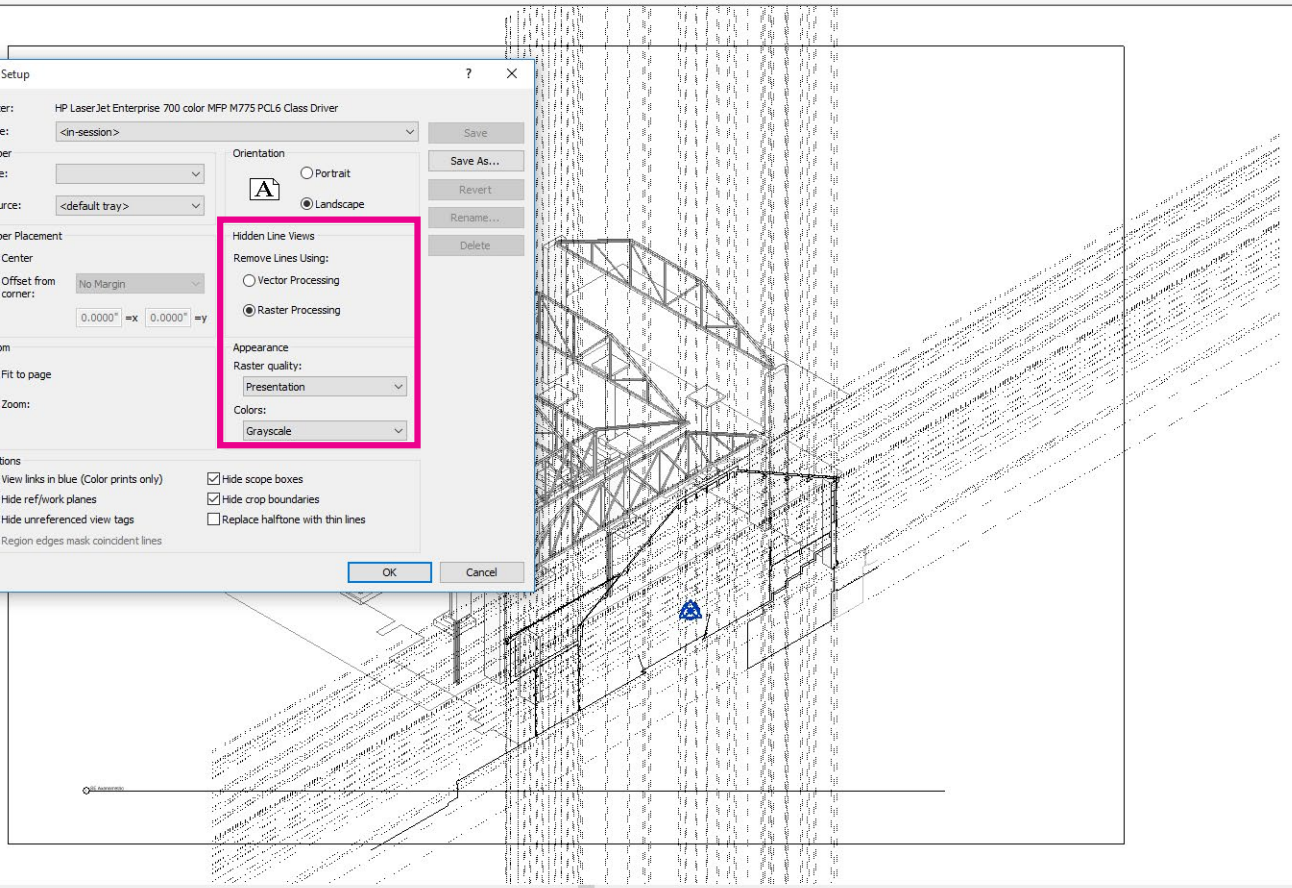 Setup
? ×
er: HP LaserJet Enterprise 700 color MFP M775 PCL6 Class Driver
e: <in-session>
Save
Save As...
Revert
Rename...
Delete
per
e:
urce: <default tray>
Orientation
A
Portrait
Landscape
per Placement
Center
Offset from
corner:
No Margin
0.0000" =x 0.0000" =y
Hidden Line Views
Remove Lines Using:
Vector Processing
Raster Processing
om
Fit to page
Zoom:
Appearance
Raster quality:
Presentation
Colors:
Grayscale
tions
View links in blue (Color prints only)
Hide ref/work planes
Hide unreferenced view tags
Region edges mask coincident lines
Hide scope boxes
Hide crop boundaries
Replace halftone with thin lines
OK
Cancel